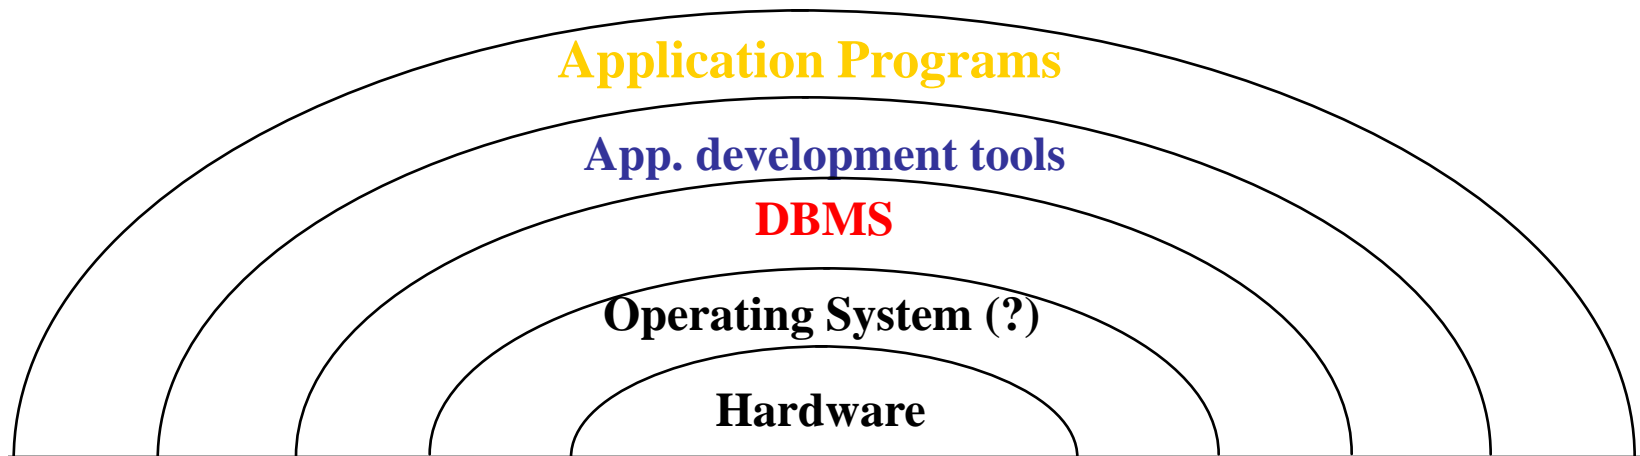 Application Programs
App. development tools
DBMS
Operating System (?)
Hardware